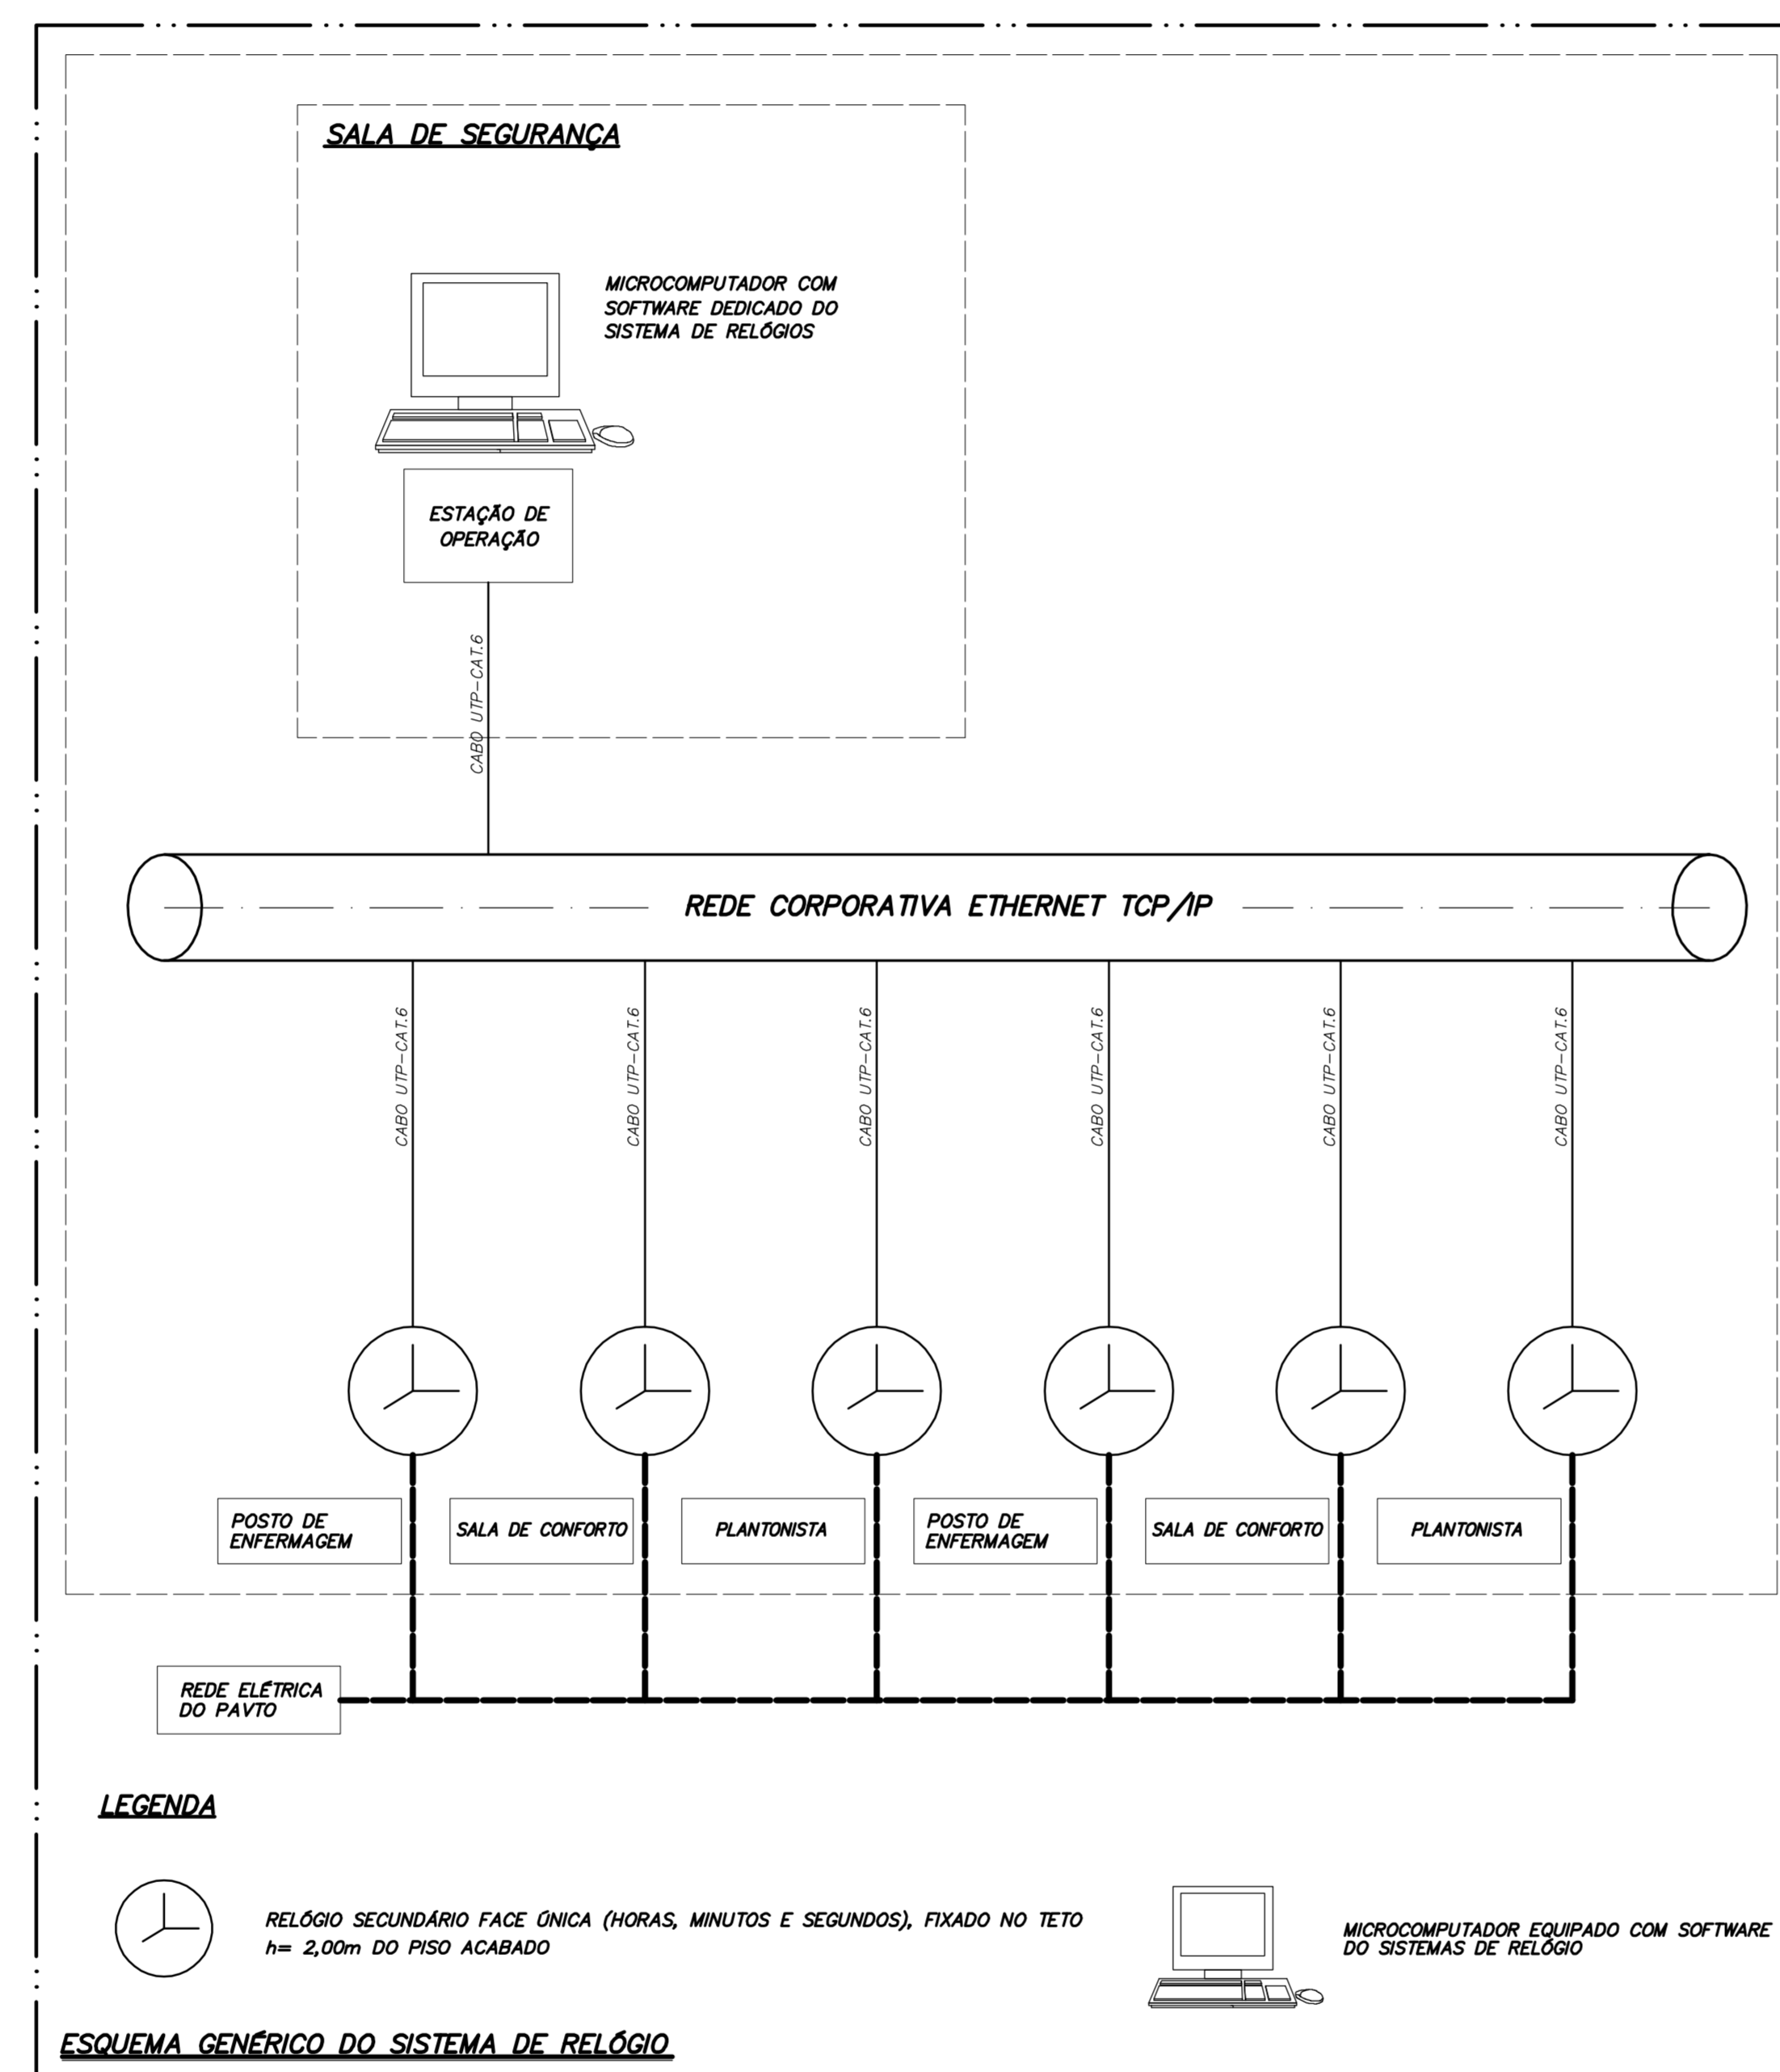 SALA DE SEGURANÇA
MICROCOMPUTADOR COM
SOFTWARE DEDICADO DO
SISTEMA DE RELÓGIOS
ESTAÇÃO DE
OPERAÇÃO
CABO UTP-CAT.6
REDE CORPORATIVA ETHERNET TCP/IP
CABO UTP-CAT.6
CABO UTP-CAT.6
CABO UTP-CAT.6
CABO UTP-CAT.6
CABO UTP-CAT.6
CABO UTP-CAT.6
POSTO DE
ENFERMAGEM
SALA DE CONFORTO
PLANTONISTA
POSTO DE
ENFERMAGEM
SALA DE CONFORTO
PLANTONISTA
REDE ELÉTRICA
DO PAVTO
LEGENDA
RELÓGIO SECUNDÁRIO FACE ÚNICA (HORAS, MINUTOS E SEGUNDOS), FIXADO NO TETO
h= 2,00m DO PISO ACABADO
MICROCOMPUTADOR EQUIPADO COM SOFTWARE
DO SISTEMAS DE RELÓGIO
ESQUEMA GENÉRICO DO SISTEMA DE RELÓGIO